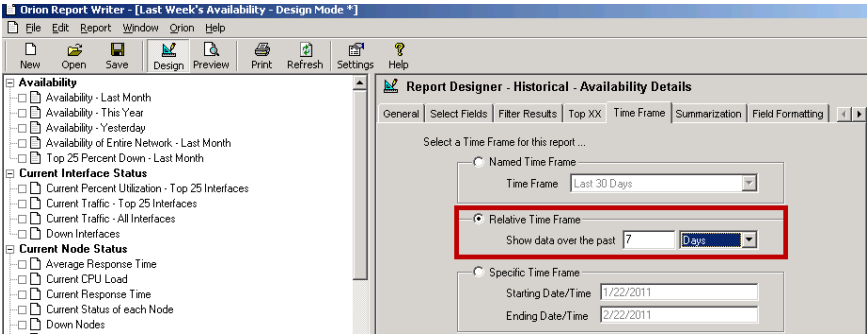 Orion Report Writer - [Last Week's Availability - Design Mode *]
File Edit Report Window Orion Help
New Open Save Design Preview Print Refresh Settings Help
Availability
Availability - Last Month
Availability - This Year
Availability - Yesterday
Availability of Entire Network - Last Month
Top 25 Percent Down - Last Month
Current Interface Status
Current Percent Utilization - Top 25 Interfaces
Current Traffic - Top 25 Interfaces
Current Traffic - All Interfaces
Down Interfaces
Current Node Status
Average Response Time
Current CPU Load
Current Response Time
Current Status of each Node
Down Nodes
Report Designer - Historical - Availability Details
General Select Fields Filter Results Top XX Time Frame Summarization Field Formatting
Select a Time Frame for this report ...
Named Time Frame
Time Frame Last 30 Days
Relative Time Frame
Show data over the past 7 Days
Specific Time Frame
Starting Date/Time 1/22/2011
Ending Date/Time 2/22/2011